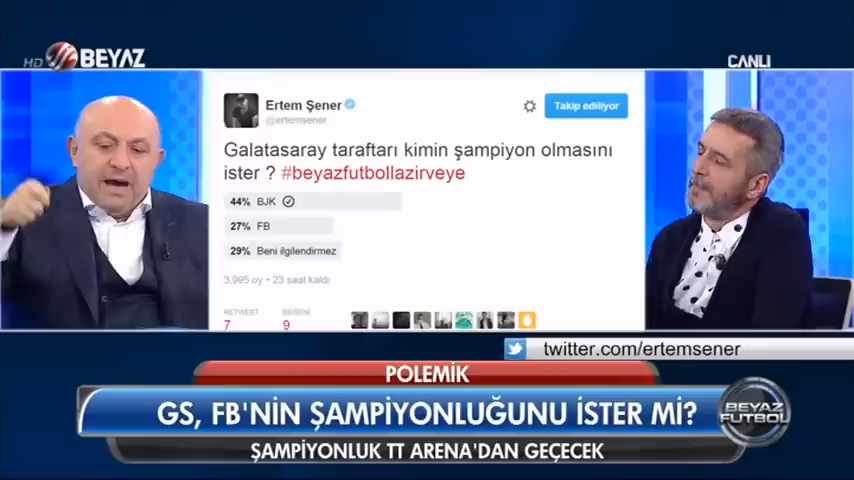 HD BEYAZ
CANLI
Ertem Şener
@ertemsener
Takip ediliyor
Galatasaray taraftarı kimin şampiyon olmasını
ister ? #beyazfutbollazirveye
44% BJK
27% FB
29% Beni ilgilendirmez
3,995 oy • 23 saat kaldı
RETWEET
BEĞENİ
7
9
twitter.com/ertemsener
POLEMİK
GS, FB'NİN ŞAMPİYONLUĞUNU İSTER Mİ?
BEYAZ
FUTBOL
ŞAMPİYONLUK TT ARENA'DAN GEÇECEK